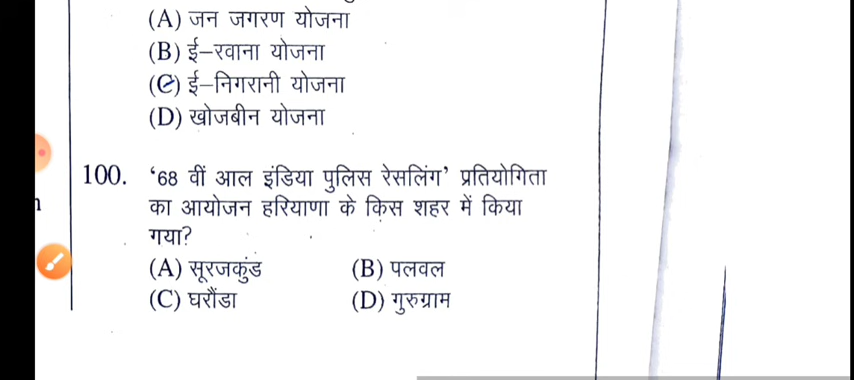 (A) जन जगरण योजना
(B) ई-रवाना योजना
(C) ई-निगरानी योजना
(D) खोजबीन योजना
100. ‘68 वीं आल इंडिया पुलिस रेसलिंग’ प्रतियोगिता
का आयोजन हरियाणा के किस शहर में किया
गया?
(A) सूरजकुंड (B) पलवल
(C) घरौंडा (D) गुरुग्राम